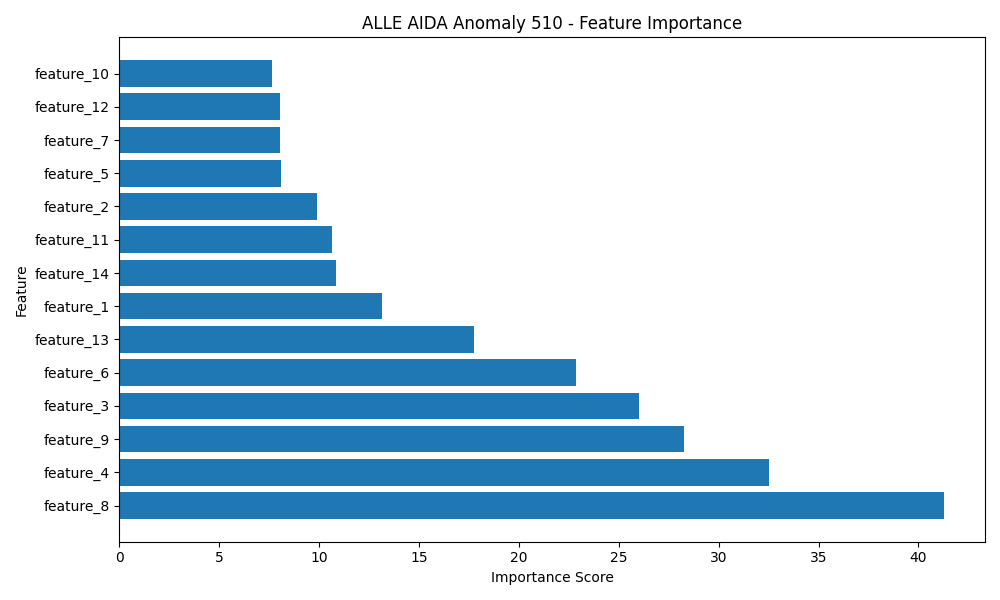 ALLE AIDA Anomaly 510 - Feature Importance
feature_10
feature_12
feature_7
feature_5
feature_2
feature_11
feature_14
feature_1
feature_13
feature_6
feature_3
feature_9
feature_4
feature_8
Feature
0 5 10 15 20 25 30 35 40
Importance Score